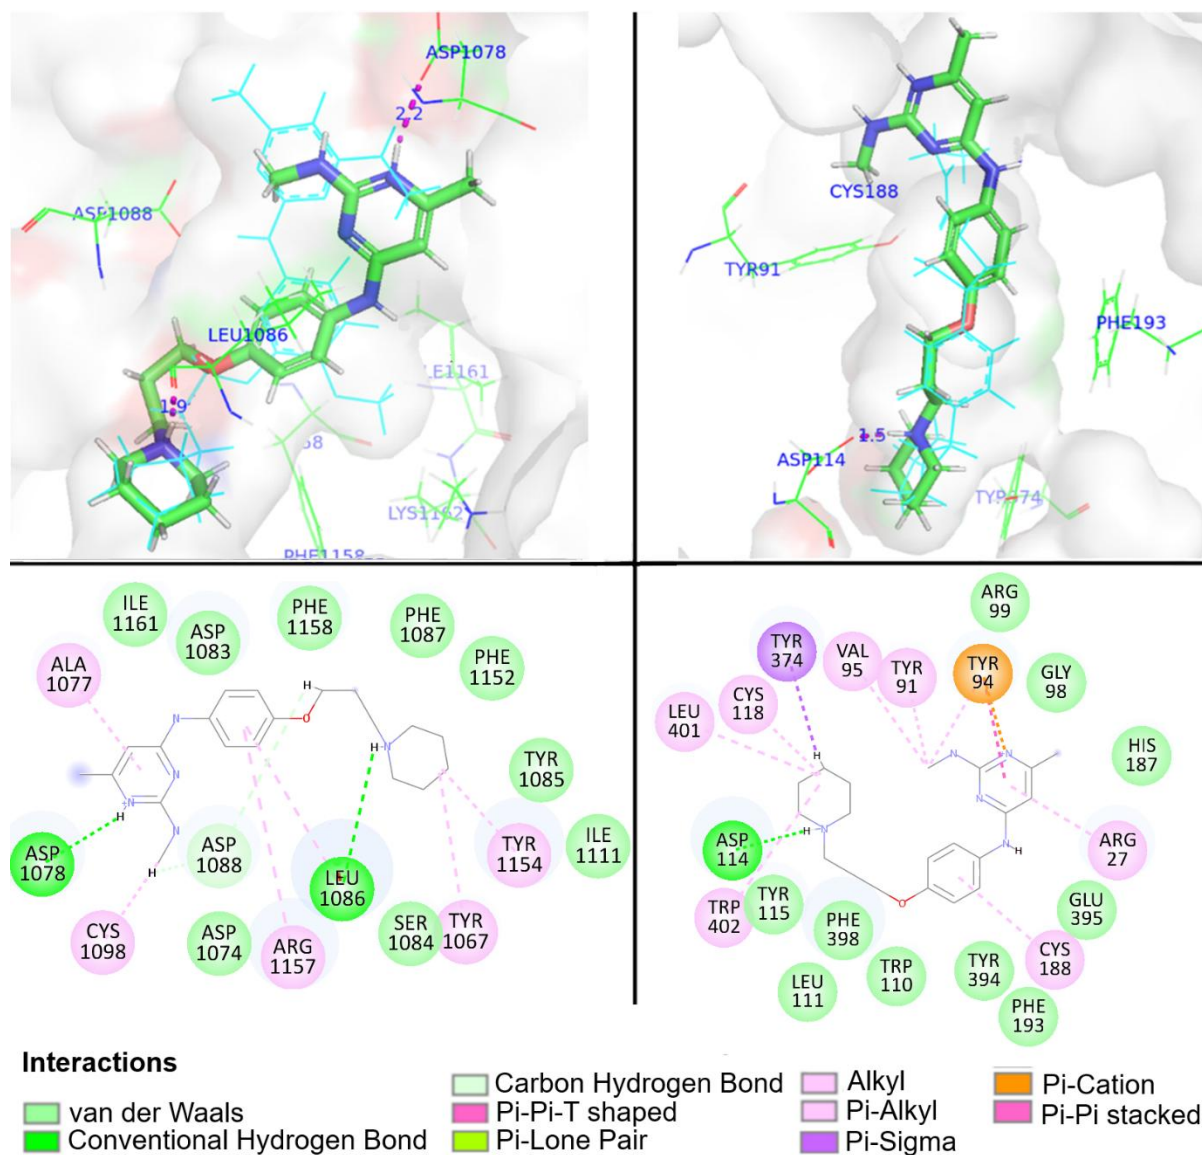 ASP1078
2.2
ASP1088
LEU1086
1.9
LYS1162
PHE1158
CYS188
TYR91
PHE193
1.5
ASP114
ILE
1161
ASP
1083
PHE
1158
PHE
1087
PHE
1152
ALA
1077
TYR
1085
ILE
1111
ASP
1078
ASP
1088
LEU
1086
TYR
1154
CYS
1098
ASP
1074
ARG
1157
SER
1084
TYR
1067
N
O
H
N
N
N
H
N
H
H
ARG
99
TYR
374
VAL
95
TYR
91
TYR
94
GLY
98
CYS
118
LEU
401
HIS
187
ASP
114
ARG
27
TRP
402
TYR
115
PHE
398
GLU
395
CYS
188
LEU
111
TRP
110
TYR
394
PHE
193
H
N
N
N
N
H
N
N
H
O
Interactions
van der Waals
Conventional Hydrogen Bond
Carbon Hydrogen Bond
Pi-Pi-T shaped
Pi-Lone Pair
Alkyl
Pi-Alkyl
Pi-Sigma
Pi-Cation
Pi-Pi stacked